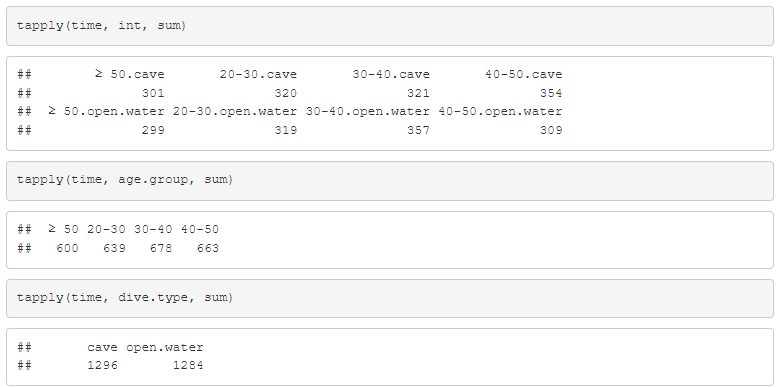 tapply(time, int, sum)
## ≥ 50.cave 20-30.cave 30-40.cave 40-50.cave
## 301 320 321 354
## ≥ 50.open.water 20-30.open.water 30-40.open.water 40-50.open.water
## 299 319 357 309
tapply(time, age.group, sum)
## ≥ 50 20-30 30-40 40-50
## 600 639 678 663
tapply(time, dive.type, sum)
## cave open.water
## 1296 1284